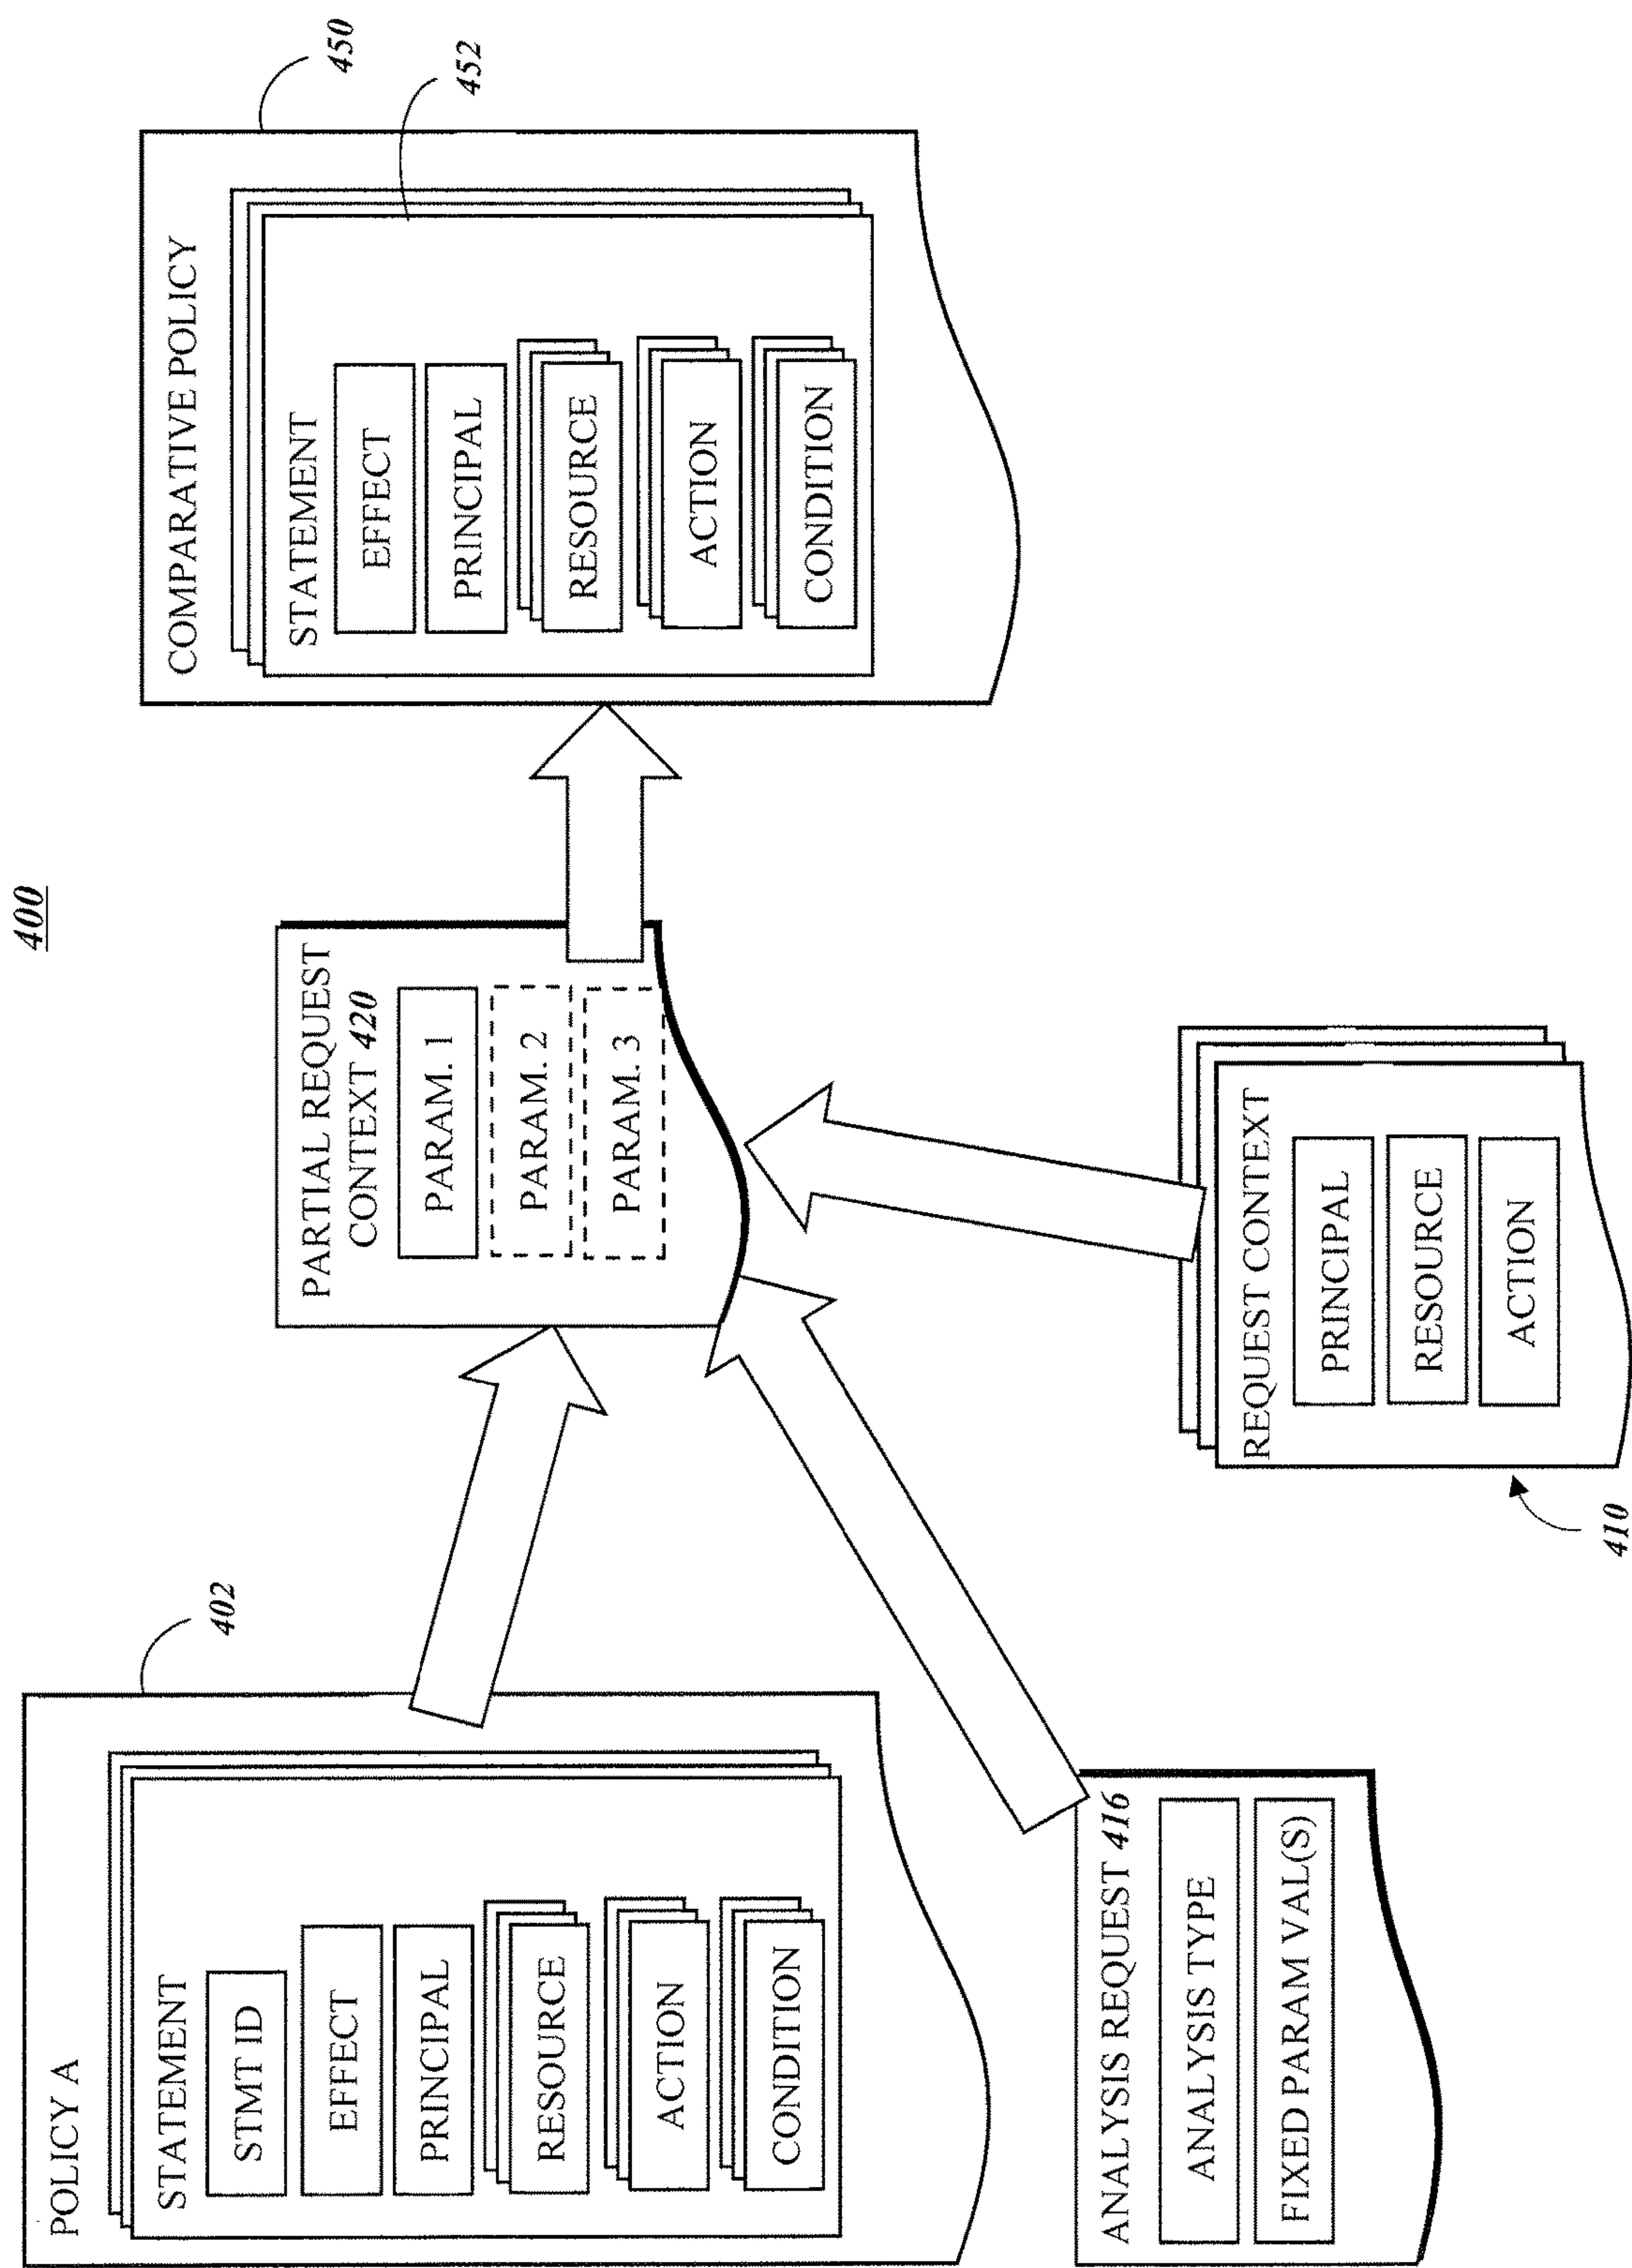 400
POLICY A
402
STATEMENT
STMT ID
EFFECT
PRINCIPAL
RESOURCE
ACTION
CONDITION
ANALYSIS REQUEST 416
ANALYSIS TYPE
FIXED PARAM VAL(S)
REQUEST CONTEXT
PRINCIPAL
RESOURCE
ACTION
410
PARTIAL REQUEST
CONTEXT 420
PARAM. 1
PARAM. 2
PARAM. 3
COMPARATIVE POLICY
450
STATEMENT
452
EFFECT
PRINCIPAL
RESOURCE
ACTION
CONDITION